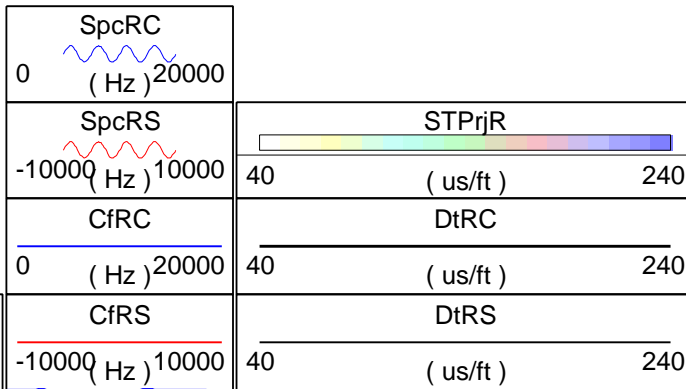 SpcRC
0 ( Hz ) 20000
SpcRS
-10000 ( Hz ) 10000
STPrjR
40 ( us/ft ) 240
CfRC
0 ( Hz ) 20000
DtRC
40 ( us/ft ) 240
CfRS
-10000 ( Hz ) 10000
DtRS
40 ( us/ft ) 240